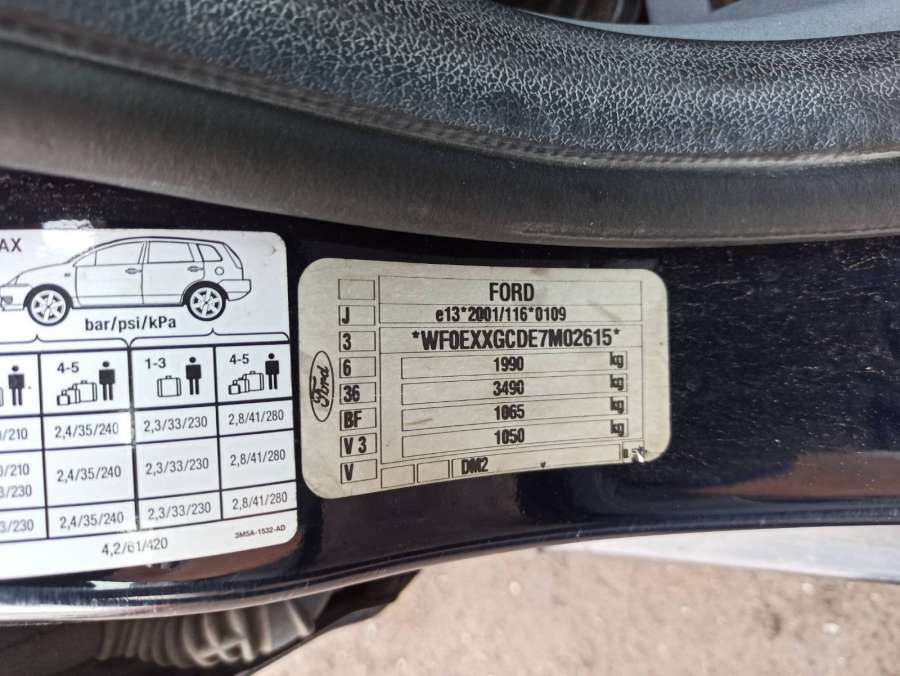 AX
bar/psi/kPa
4-5 1-3 4-5
/210 2,4/35/240 2,3/33/230 2,8/41/280
/210
3/230 2,4/35/240 2,3/33/230 2,8/41/280
3/230 2,4/35/240 2,3/33/230 2,8/41/280
3M5A-1532-AD
4,2/61/420
Ford
FORD
J e13*2001/116*0109
3 *WF0EXXGCDE7M02615*
6 1990 kg
36 3490 kg
BF 1065 kg
V 3 1050 kg
V DM2